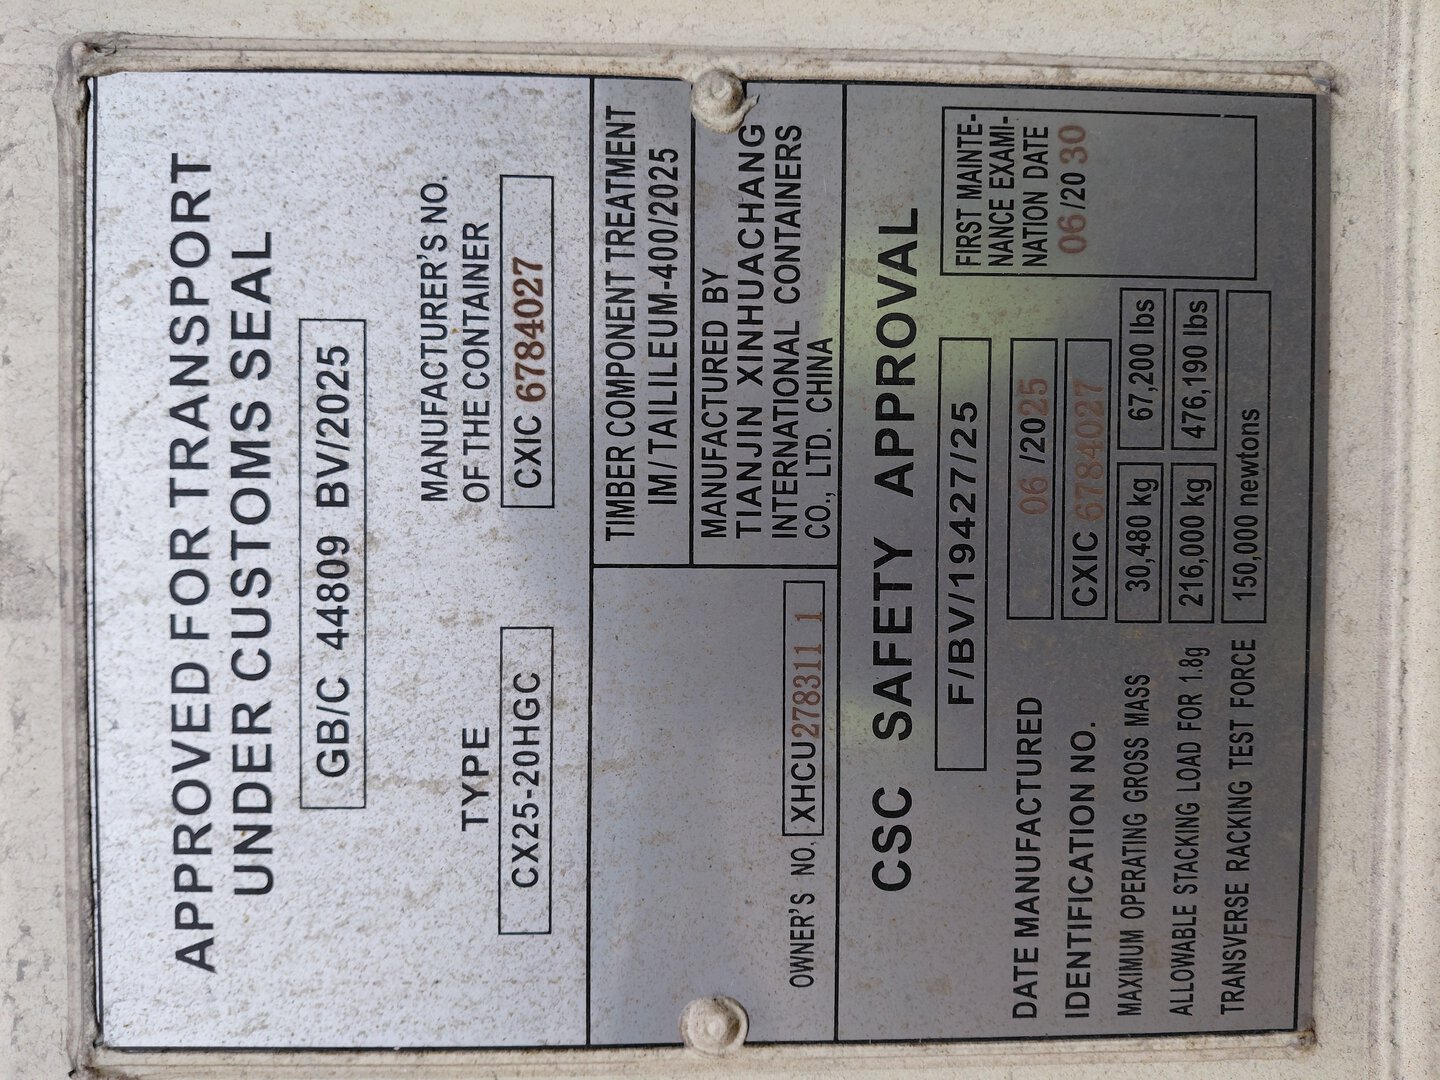 APPROVED FOR TRANSPORT
UNDER CUSTOMS SEAL
GB/C 44809 BV/2025
TYPE
CX25-20HGC
MANUFACTURER'S NO.
OF THE CONTAINER
CXIC 6784027
OWNER'S NO. XHCU278311 1
TIMBER COMPONENT TREATMENT
IM/TAILILEUM-400/2025
MANUFACTURED BY
TIANJIN XINHUACHANG
INTERNATIONAL CONTAINERS
CO., LTD. CHINA
CSC SAFETY APPROVAL
F/BV/19427/25
DATE MANUFACTURED 06 /2025
IDENTIFICATION NO. CXIC 6784027
MAXIMUM OPERATING GROSS MASS 30,480 kg 67,200 lbs
ALLOWABLE STACKING LOAD FOR 1.8g 216,000 kg 476,190 lbs
TRANSVERSE RACKING TEST FORCE 150,000 newtons
FIRST MAINTE-
NANCE EXAMI-
NATION DATE
06/20 30